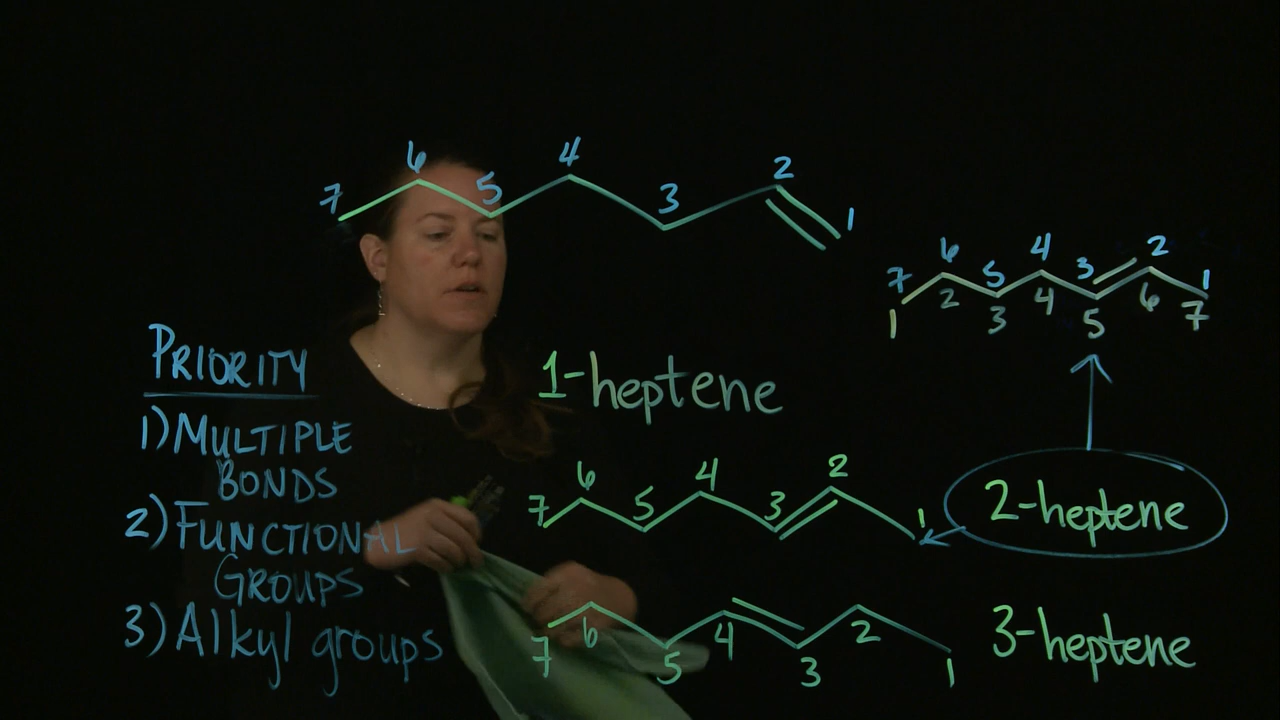 7 6 5 4 3 2 1
7 6 5 4 3 2 1
1 2 3 4 5 6 7
PRIORITY
1) MULTIPLE
BONDS
2) FUNCTIONAL
GROUPS
3) Alkyl groups
1-heptene
7 6 5 4 3 2 1
2-heptene
7 6 5 4 3 2 1
3-heptene